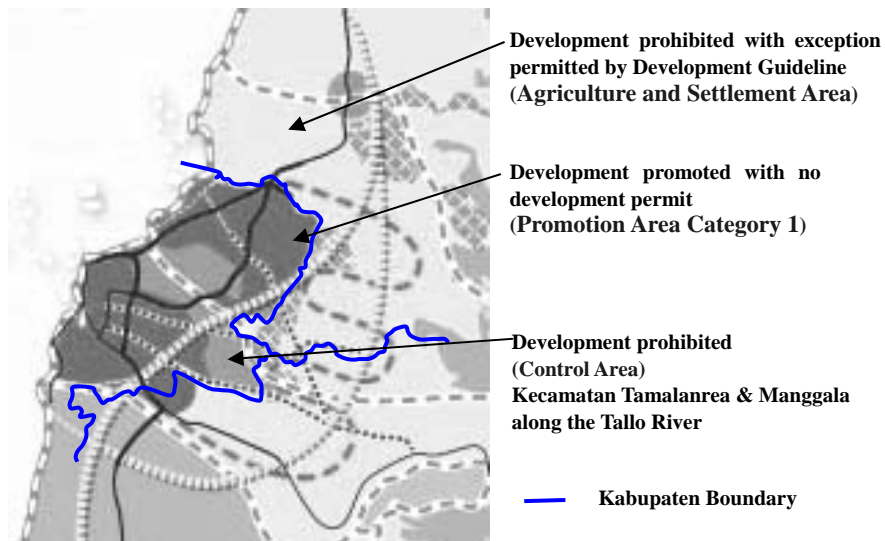 Development prohibited with exception
permitted by Development Guideline
(Agriculture and Settlement Area)
Development promoted with no
development permit
(Promotion Area Category 1)
Development prohibited
(Control Area)
Kecamatan Tamalanrea & Manggala
along the Tallo River
Kabupaten Boundary